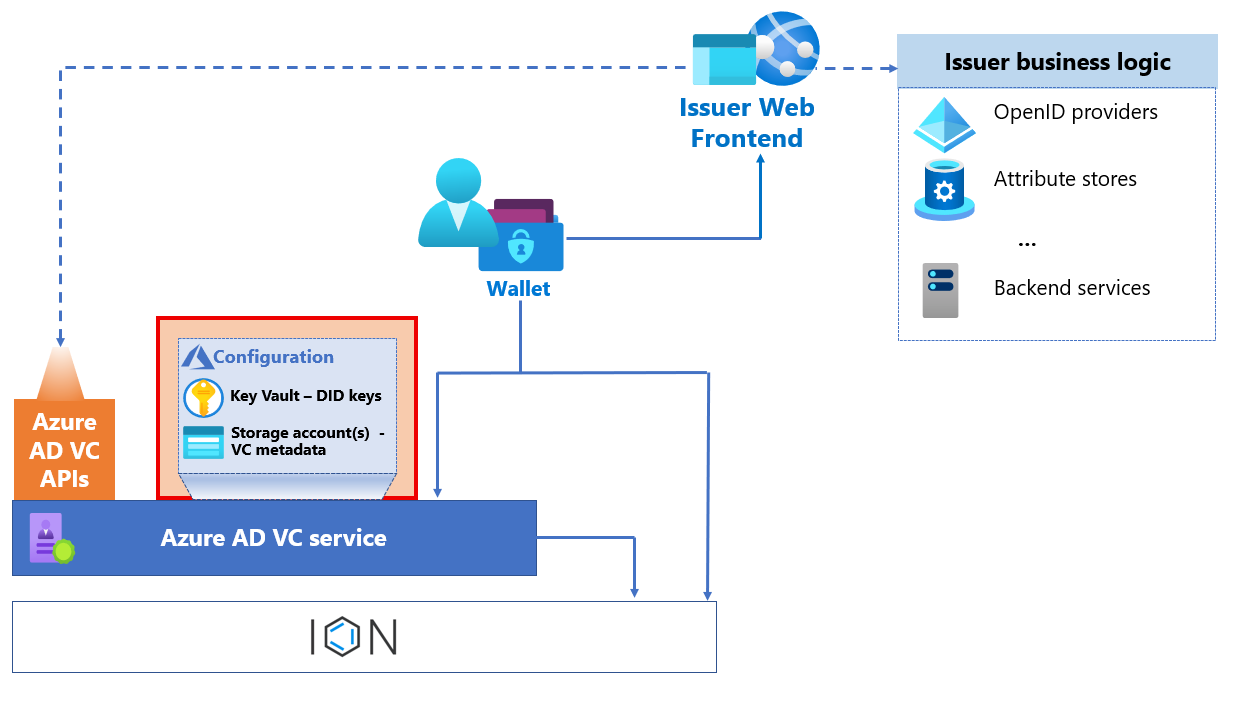 Issuer Web
Frontend
Issuer business logic
OpenID providers
Attribute stores
...
Backend services
Wallet
Configuration
Key Vault – DID keys
Storage account(s)  -
VC metadata
Azure
AD VC
APIs
Azure AD VC service
ION